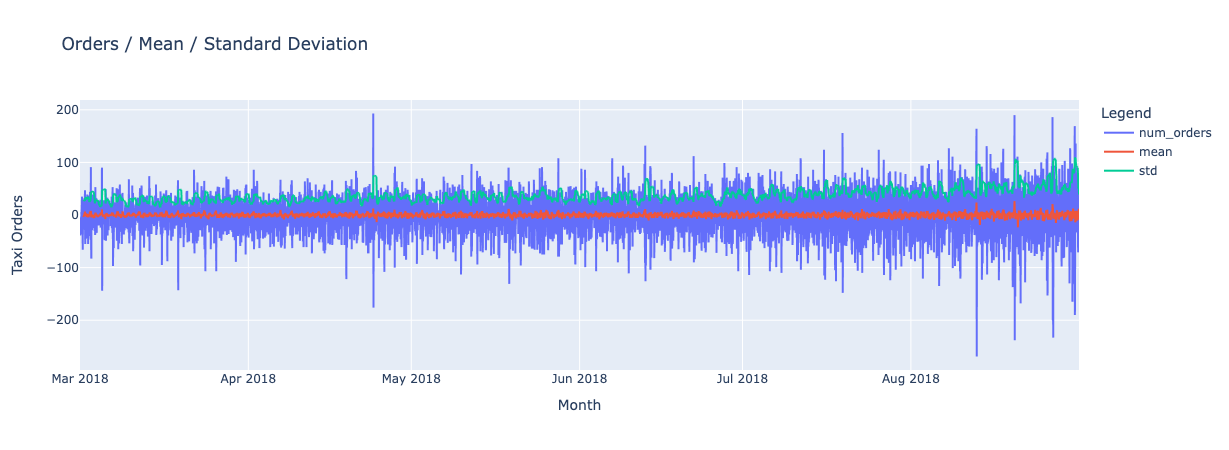 Orders / Mean / Standard Deviation
Legend
num_orders
mean
std
Taxi Orders
200
100
0
−100
−200
Mar 2018 Apr 2018 May 2018 Jun 2018 Jul 2018 Aug 2018
Month